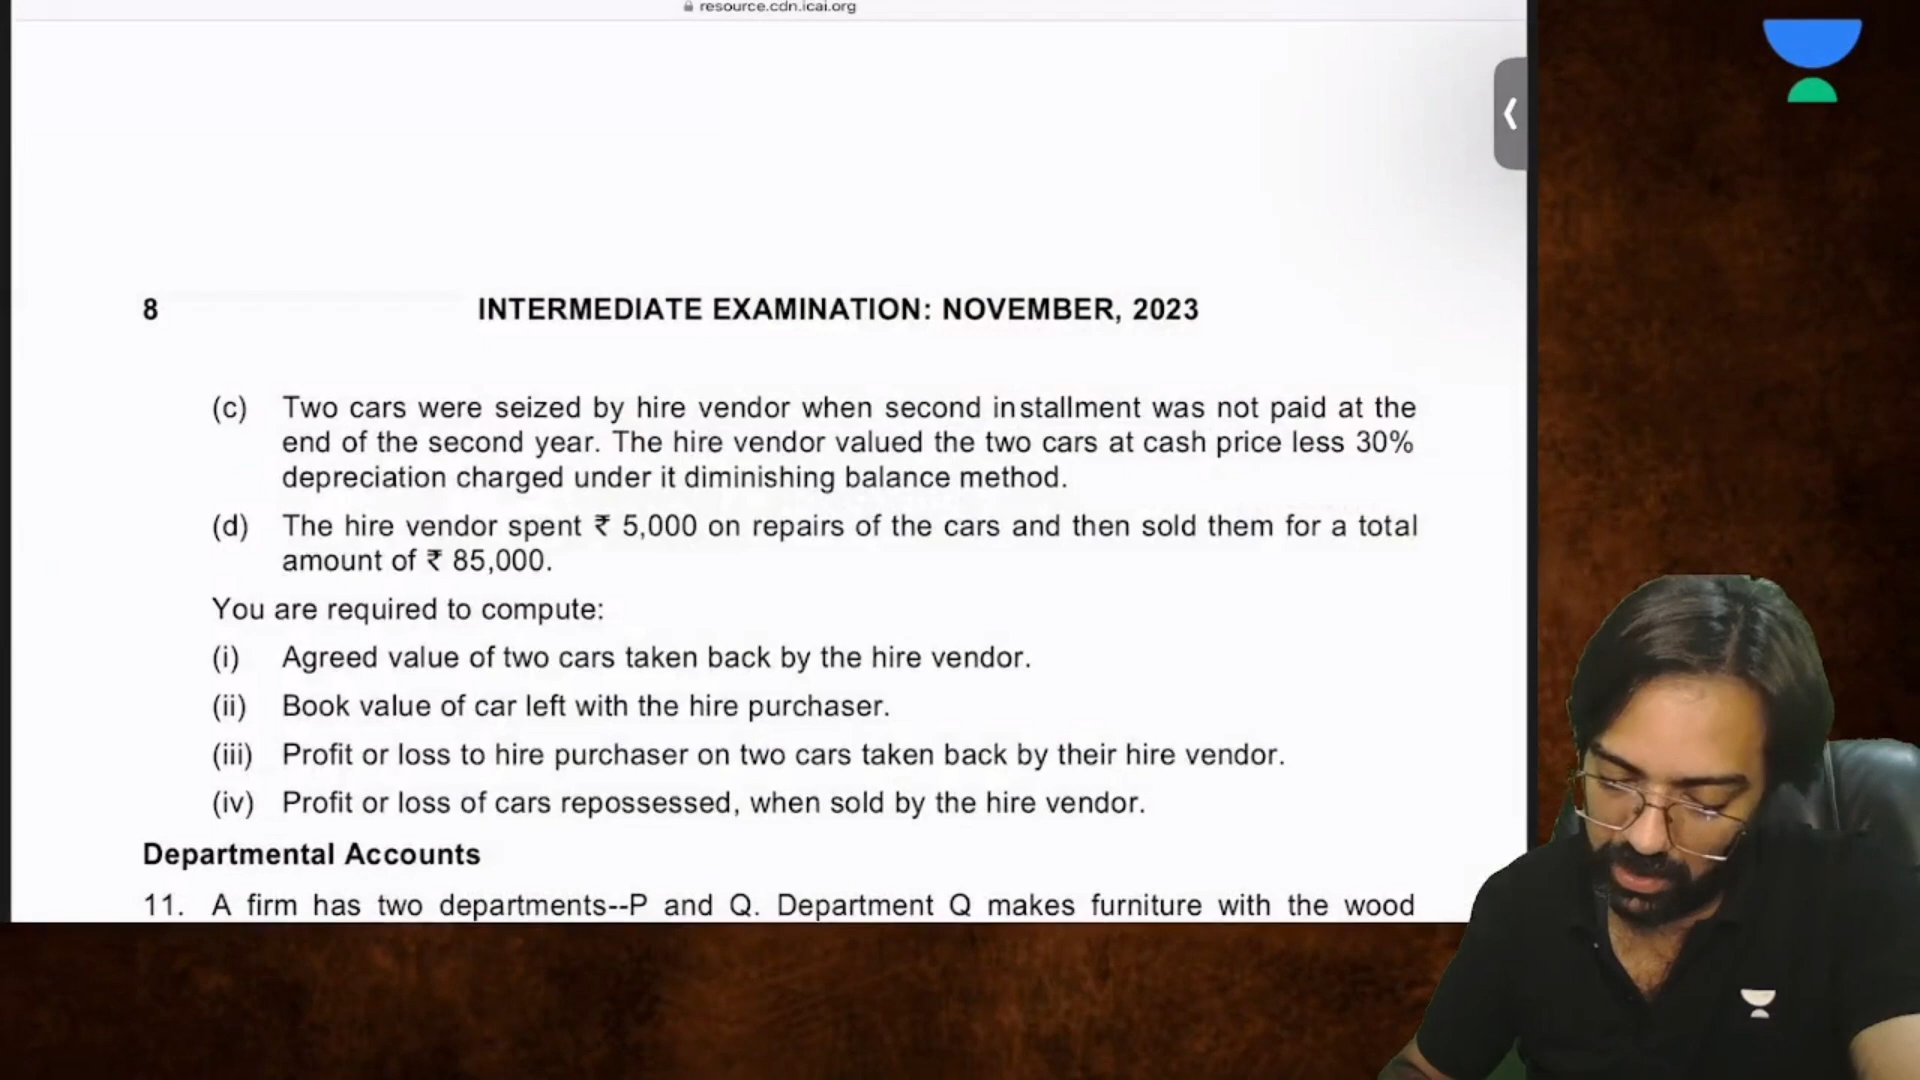 resource.cdn.icai.org
8 INTERMEDIATE EXAMINATION: NOVEMBER, 2023
(c) Two cars were seized by hire vendor when second installment was not paid at the
end of the second year. The hire vendor valued the two cars at cash price less 30%
depreciation charged under it diminishing balance method.
(d) The hire vendor spent ₹ 5,000 on repairs of the cars and then sold them for a total
amount of ₹ 85,000.
You are required to compute:
(i) Agreed value of two cars taken back by the hire vendor.
(ii) Book value of car left with the hire purchaser.
(iii) Profit or loss to hire purchaser on two cars taken back by their hire vendor.
(iv) Profit or loss of cars repossessed, when sold by the hire vendor.
Departmental Accounts
11. A firm has two departments--P and Q. Department Q makes furniture with the wood